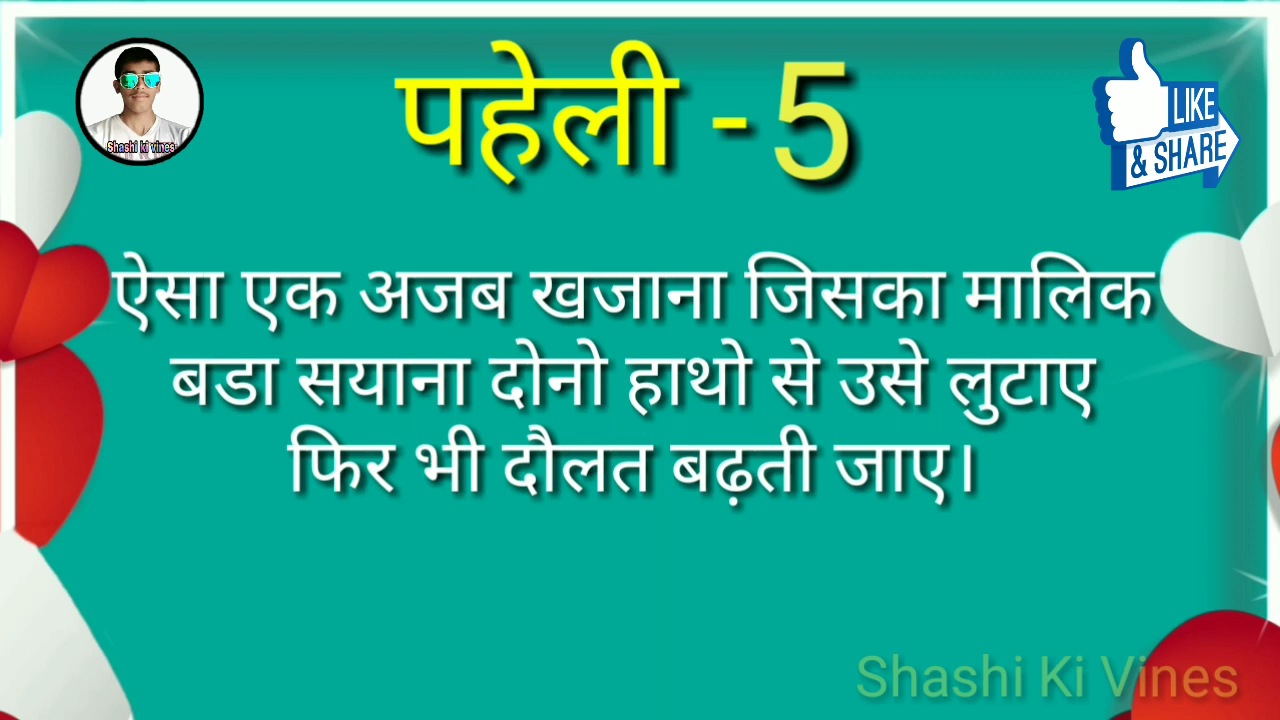 पहेली - 5
Shashi ki vines
LIKE
& SHARE
ऐसा एक अजब खजाना जिसका मालिक
बडा सयाना दोनो हाथो से उसे लुटाए
फिर भी दौलत बढ़ती जाए।
Shashi Ki Vines